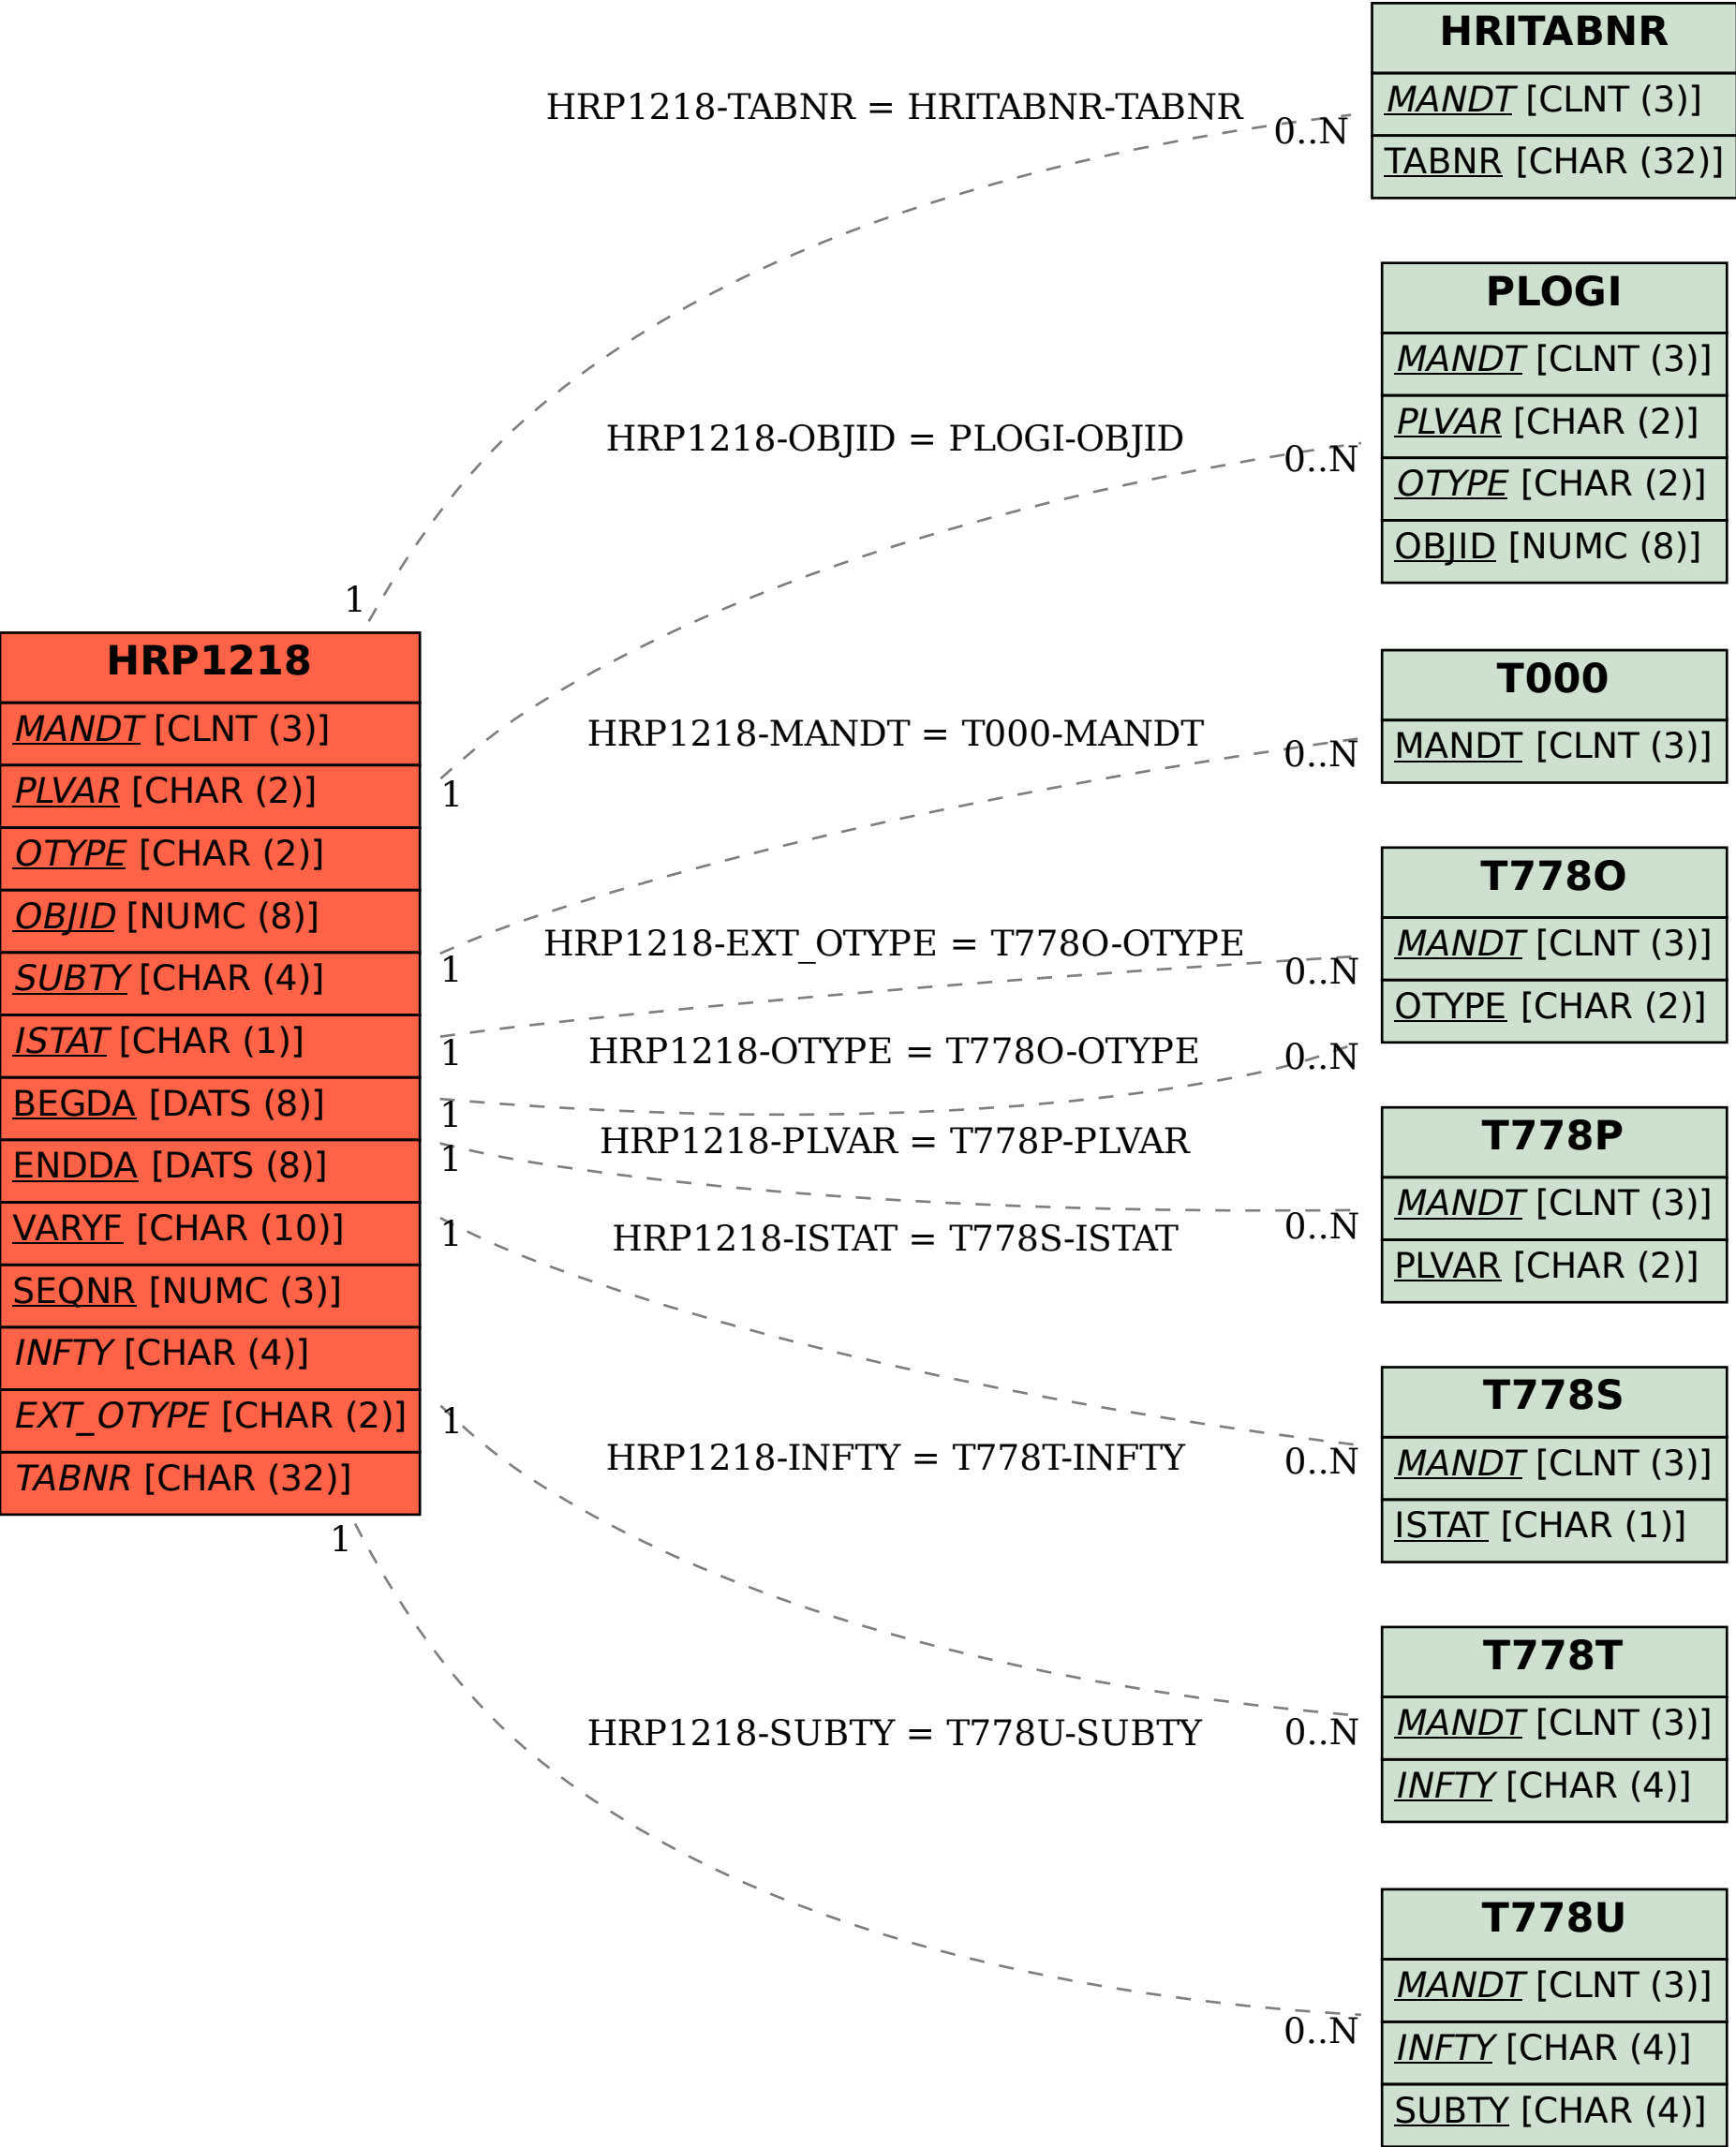 HRP1218
MANDT [CLNT (3)]
PLVAR [CHAR (2)]
OTYPE [CHAR (2)]
OBJID [NUMC (8)]
SUBTY [CHAR (4)]
ISTAT [CHAR (1)]
BEGDA [DATS (8)]
ENDDA [DATS (8)]
VARYF [CHAR (10)]
SEQNR [NUMC (3)]
INFTY [CHAR (4)]
EXT_OTYPE [CHAR (2)]
TABNR [CHAR (32)]
HRP1218-TABNR = HRITABNR-TABNR
0..N
1
HRP1218-OBJID = PLOGI-OBJID
0..N
1
HRP1218-MANDT = T000-MANDT
0..N
1
HRP1218-EXT_OTYPE = T778O-OTYPE
0..N
1
HRP1218-OTYPE = T778O-OTYPE
0..N
1
HRP1218-PLVAR = T778P-PLVAR
0..N
1
HRP1218-ISTAT = T778S-ISTAT
0..N
1
HRP1218-INFTY = T778T-INFTY
0..N
1
HRP1218-SUBTY = T778U-SUBTY
0..N
1
HRITABNR
MANDT [CLNT (3)]
TABNR [CHAR (32)]
PLOGI
MANDT [CLNT (3)]
PLVAR [CHAR (2)]
OTYPE [CHAR (2)]
OBJID [NUMC (8)]
T000
MANDT [CLNT (3)]
T778O
MANDT [CLNT (3)]
OTYPE [CHAR (2)]
T778P
MANDT [CLNT (3)]
PLVAR [CHAR (2)]
T778S
MANDT [CLNT (3)]
ISTAT [CHAR (1)]
T778T
MANDT [CLNT (3)]
INFTY [CHAR (4)]
T778U
MANDT [CLNT (3)]
INFTY [CHAR (4)]
SUBTY [CHAR (4)]